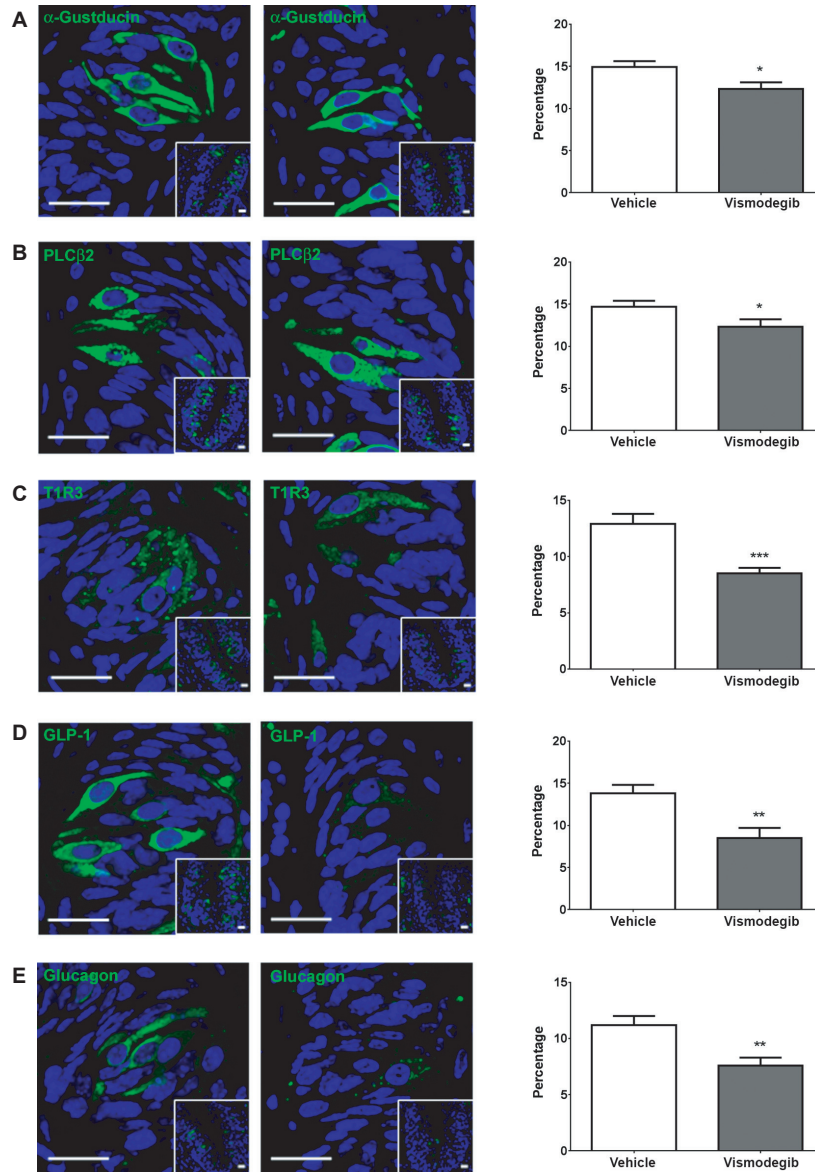 A
α-Gustducin
α-Gustducin
Percentage
20
15
10
5
0
*
Vehicle
Vismodegib
B
PLCβ2
PLCβ2
Percentage
20
15
10
5
0
*
Vehicle
Vismodegib
C
T1R3
T1R3
Percentage
15
10
5
0
***
Vehicle
Vismodegib
D
GLP-1
GLP-1
Percentage
20
15
10
5
0
**
Vehicle
Vismodegib
E
Glucagon
Glucagon
Percentage
15
10
5
0
**
Vehicle
Vismodegib